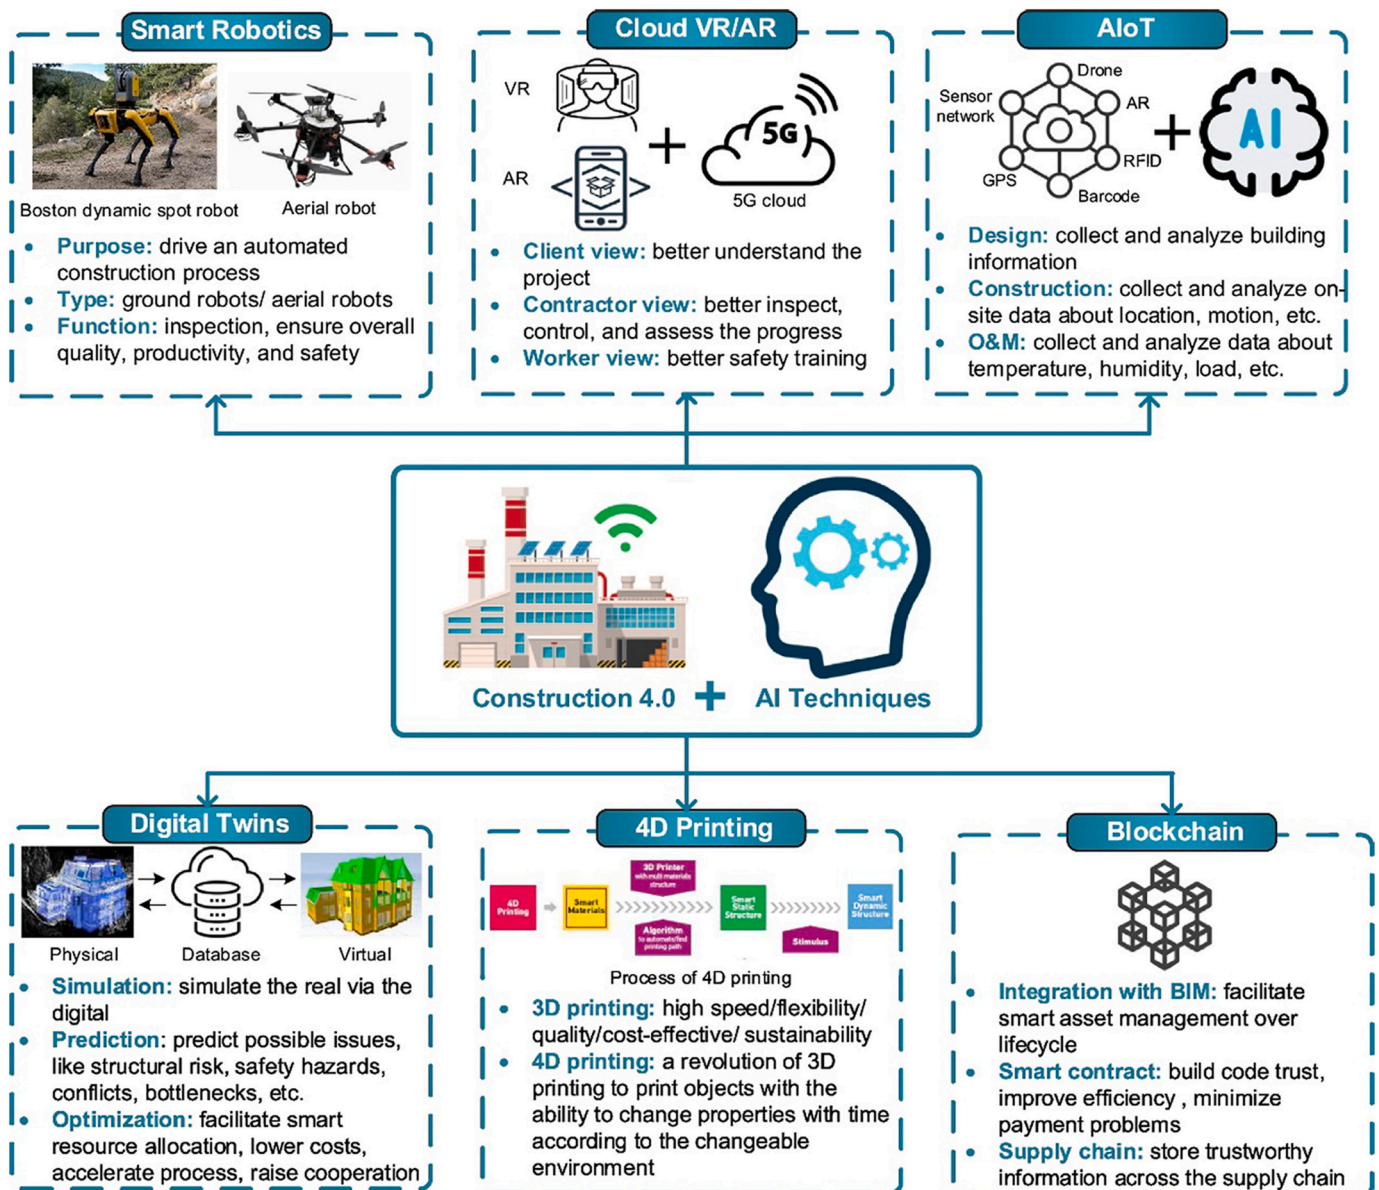 Smart Robotics
Boston dynamic spot robot
Aerial robot
• Purpose: drive an automated
construction process
• Type: ground robots/ aerial robots
• Function: inspection, ensure overall
quality, productivity, and safety
Cloud VR/AR
VR
AR
5G
5G cloud
• Client view: better understand the
project
• Contractor view: better inspect,
control, and assess the progress
• Worker view: better safety training
AIoT
Drone
Sensor
network
AR
RFID
GPS
Barcode
AI
• Design: collect and analyze building
information
• Construction: collect and analyze on-
site data about location, motion, etc.
• O&M: collect and analyze data about
temperature, humidity, load, etc.
Construction 4.0 + AI Techniques
Digital Twins
Physical
Database
Virtual
• Simulation: simulate the real via the
digital
• Prediction: predict possible issues,
like structural risk, safety hazards,
conflicts, bottlenecks, etc.
• Optimization: facilitate smart
resource allocation, lower costs,
accelerate process, raise cooperation
4D Printing
4D
Printing
Smart
Materials
3D Printer
with multi materials
structure
Algorithm
to automate/find
printing path
Smart
Static
Structure
Stimulus
Smart
Dynamic
Structure
Process of 4D printing
• 3D printing: high speed/flexibility/
quality/cost-effective/ sustainability
• 4D printing: a revolution of 3D
printing to print objects with the
ability to change properties with time
according to the changeable
environment
Blockchain
• Integration with BIM: facilitate
smart asset management over
lifecycle
• Smart contract: build code trust,
improve efficiency , minimize
payment problems
• Supply chain: store trustworthy
information across the supply chain